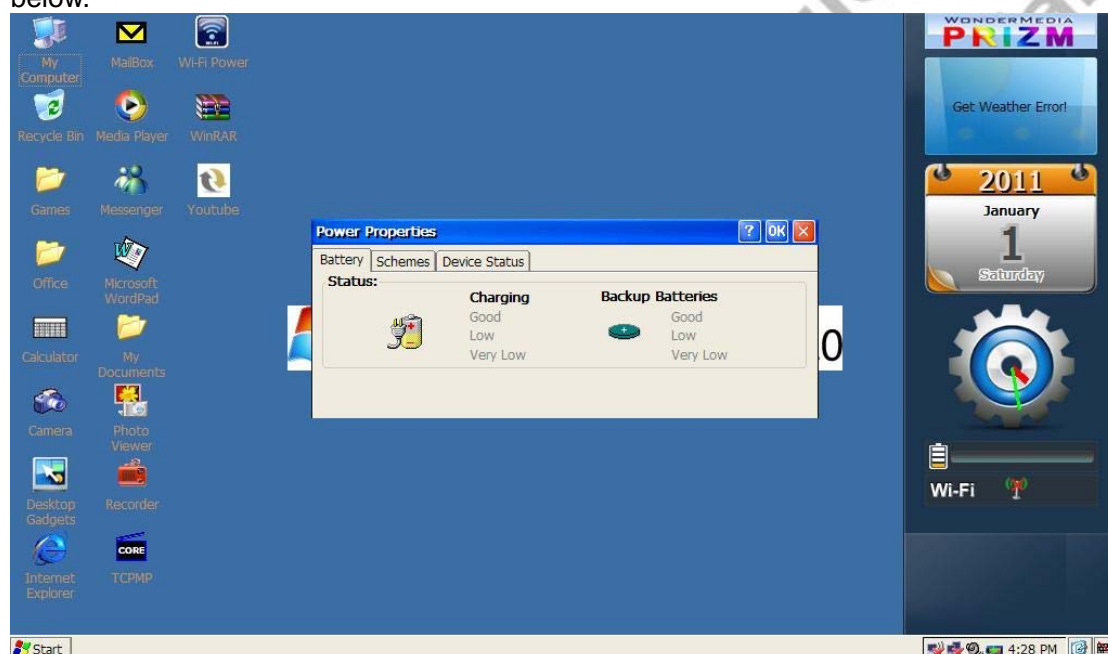 below.
My
Computer
MailBox
Wi-Fi Power
Recycle Bin
Media Player
WinRAR
Games
Messenger
Youtube
Office
Microsoft
WordPad
Calculator
My
Documents
Camera
Photo
Viewer
Desktop
Gadgets
Recorder
Internet
Explorer
CORE
TCPMP
Power Properties
? OK
Battery Schemes Device Status
Status:
Charging Backup Batteries
Good Good
Low Low
Very Low Very Low
0
WONDERMEDIA
PRIZM
Get Weather Error!
2011
January
1
Saturday
Wi-Fi
Start
4:28 PM